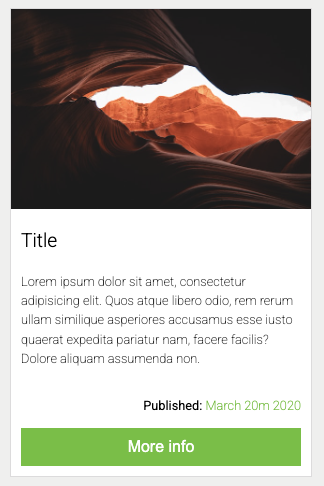 Title
Lorem ipsum dolor sit amet, consectetur
adipisicing elit. Quos atque libero odio, rem rerum
ullam similique asperiores accusamus esse iusto
quaerat expedita pariatur nam, facere facilis?
Dolore aliquam assumenda non.
Published: March 20m 2020
More info